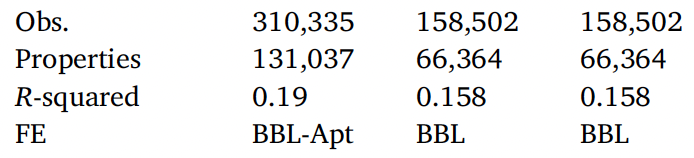 Obs. 310,335 158,502 158,502
Properties 131,037 66,364 66,364
R-squared 0.19 0.158 0.158
FE BBL-Apt BBL BBL